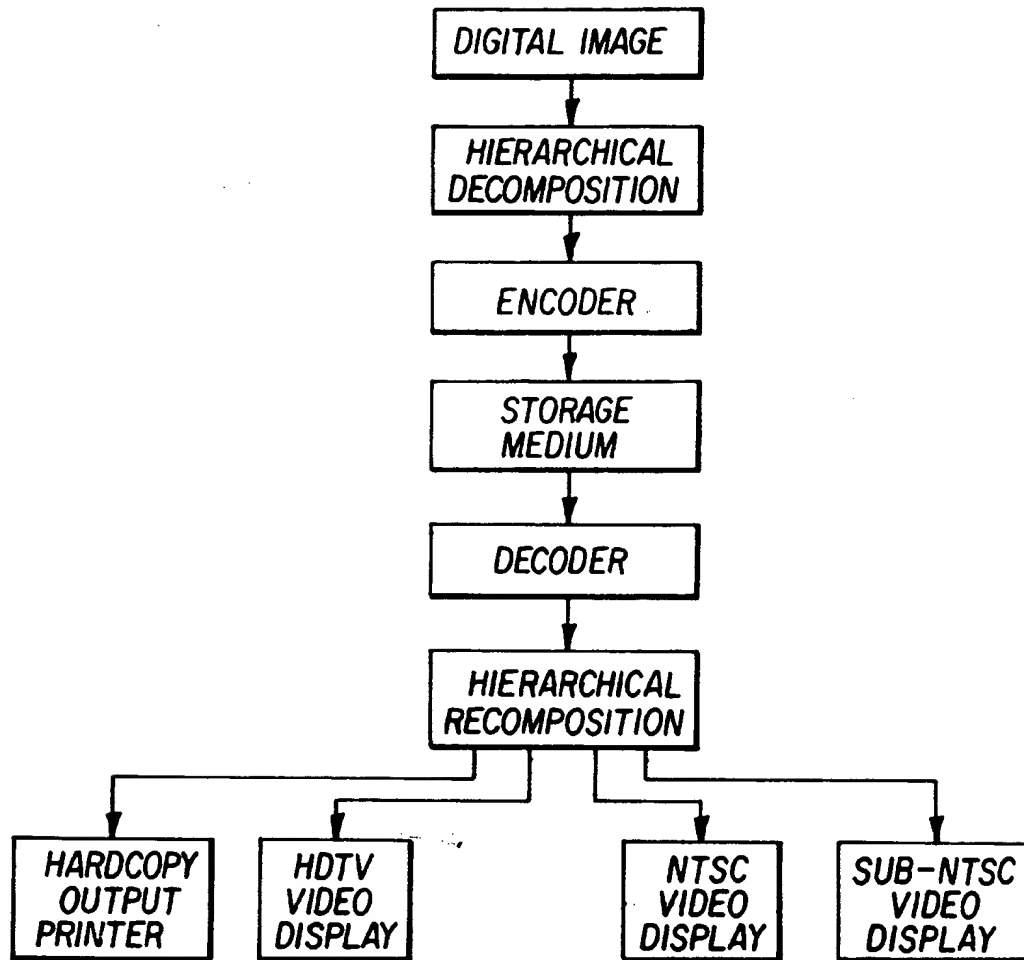 DIGITAL IMAGE
HIERARCHICAL
DECOMPOSITION
ENCODER
STORAGE
MEDIUM
DECODER
HIERARCHICAL
RECOMPOSITION
HARDCOPY
OUTPUT
PRINTER
HDTV
VIDEO
DISPLAY
NTSC
VIDEO
DISPLAY
SUB-NTSC
VIDEO
DISPLAY